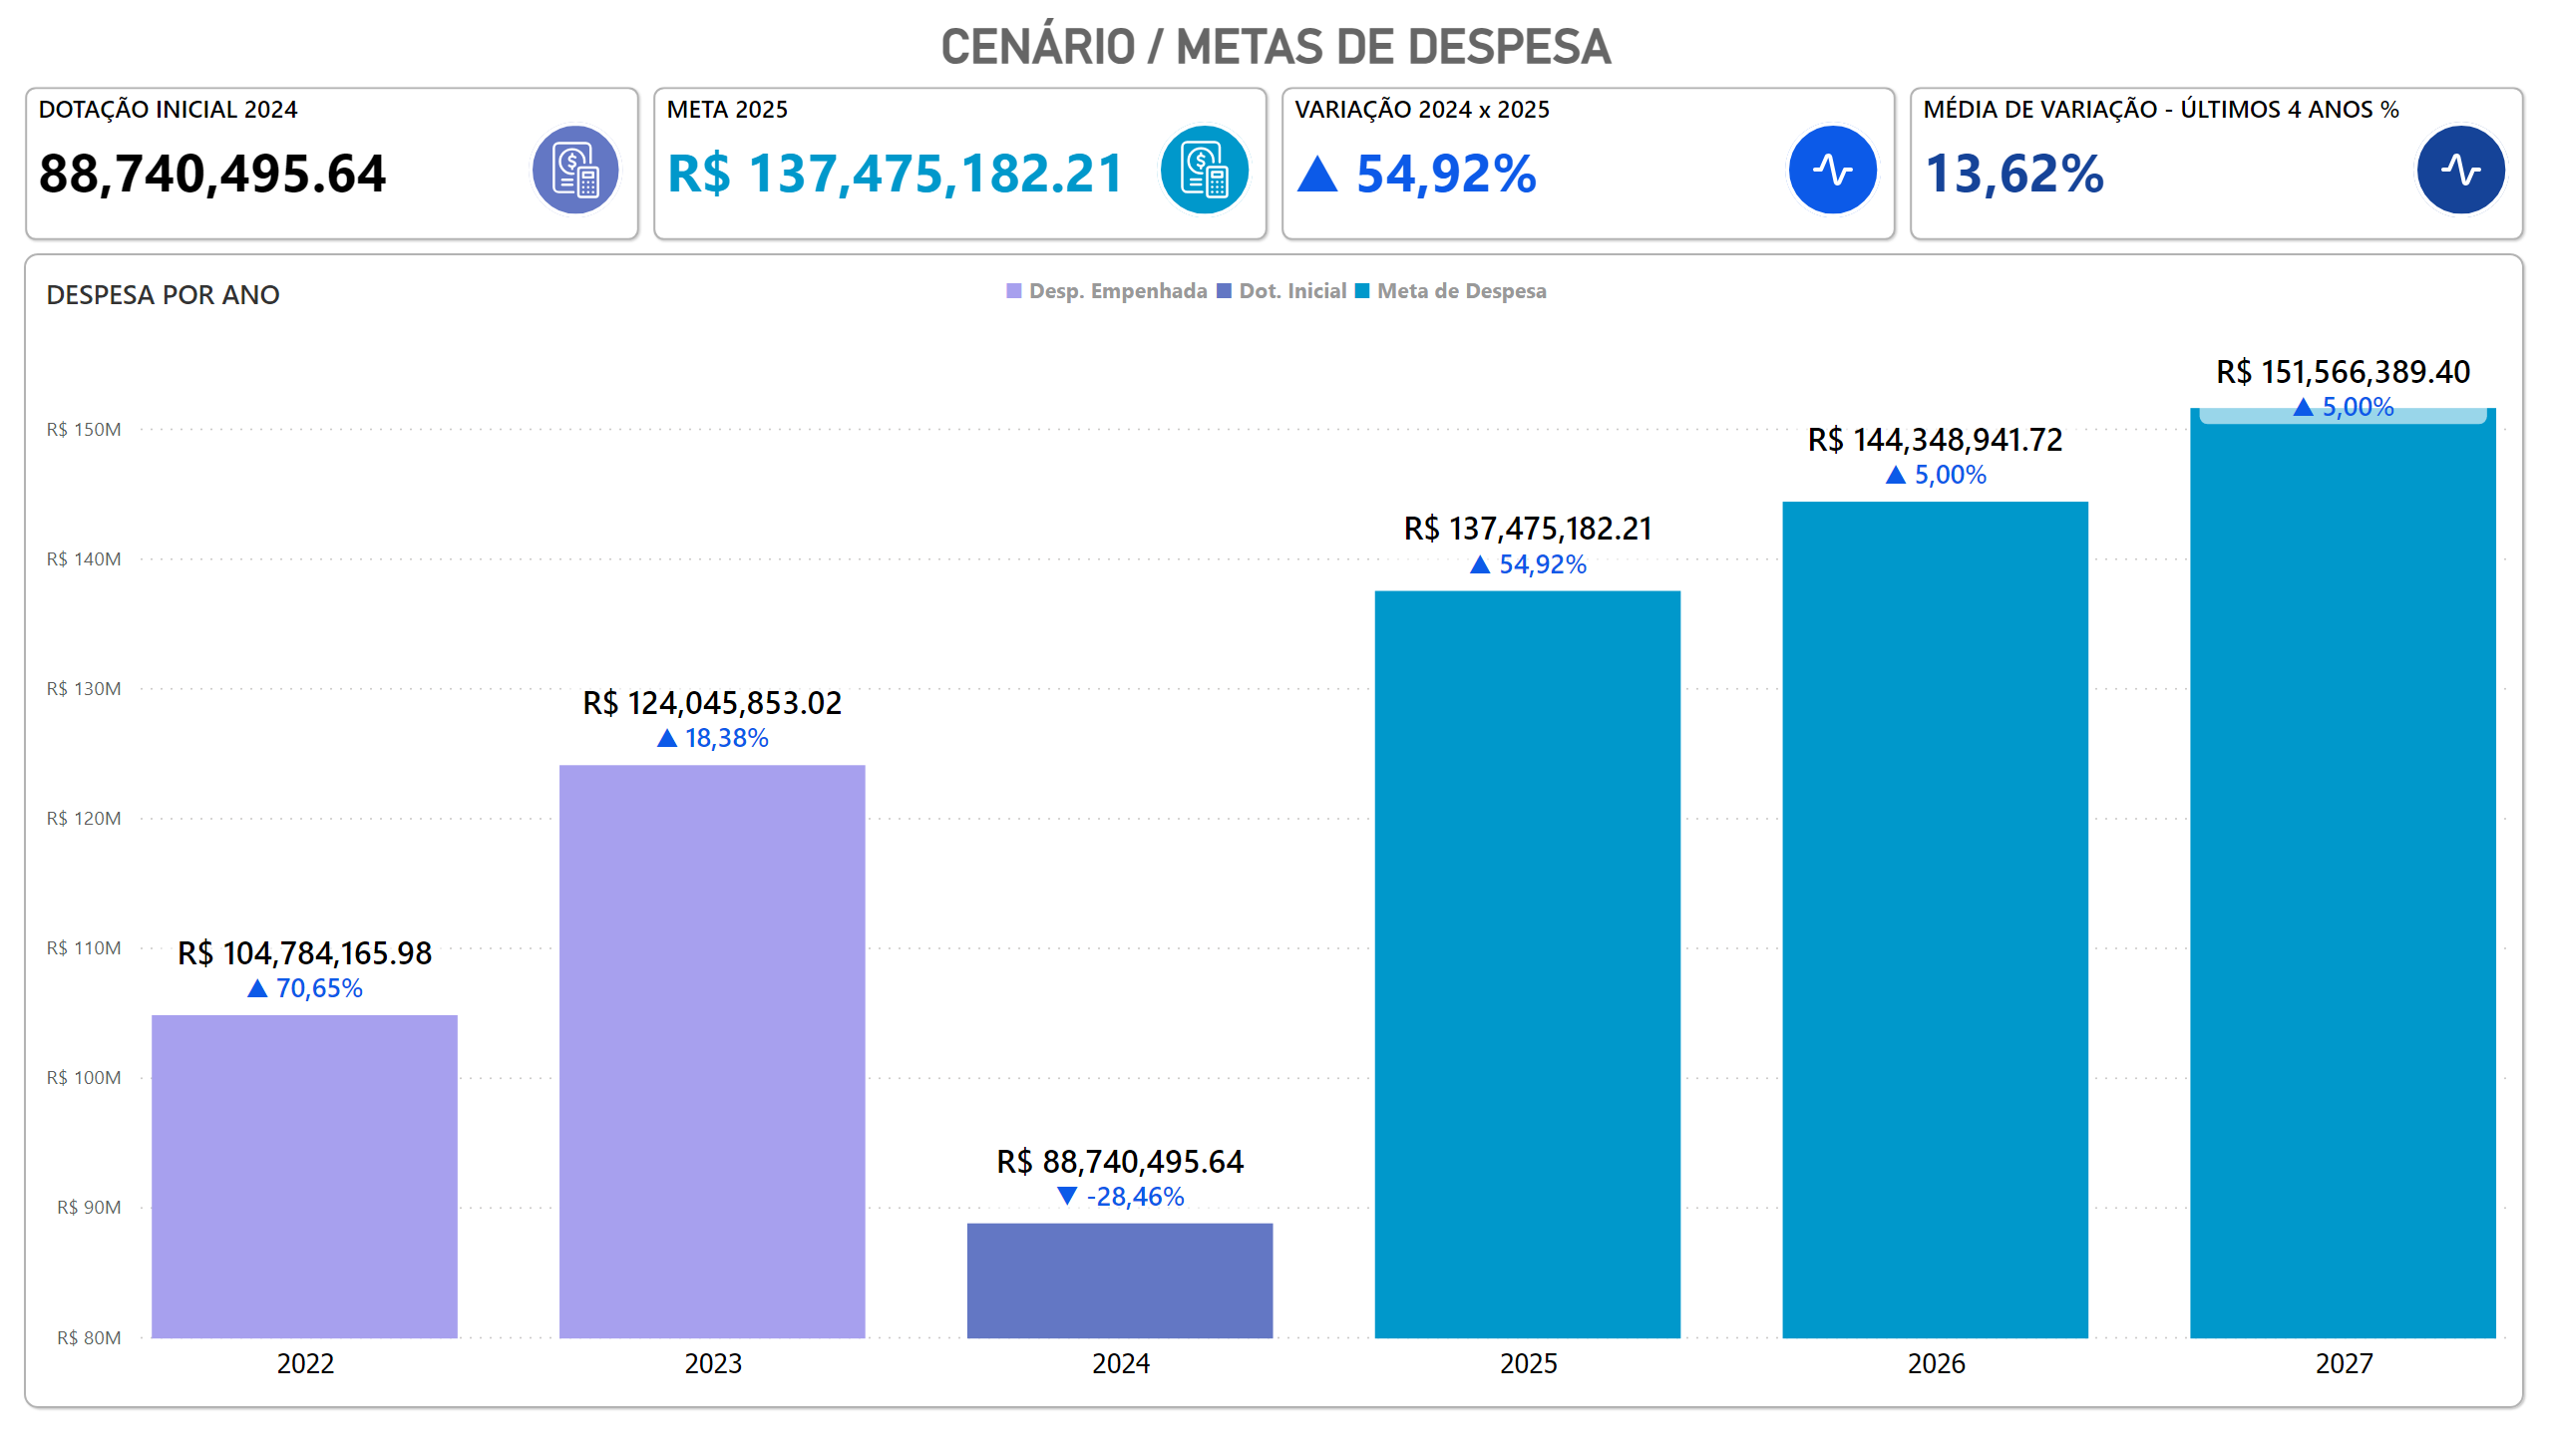 CENÁRIO / METAS DE DESPESA
DOTAÇÃO INICIAL 2024
88,740,495.64
META 2025
R$ 137,475,182.21
VARIAÇÃO 2024 x 2025
▲ 54,92%
MÉDIA DE VARIAÇÃO - ÚLTIMOS 4 ANOS %
13,62%
DESPESA POR ANO
Desp. Empenhada Dot. Inicial Meta de Despesa
R$ 150M
R$ 140M
R$ 130M
R$ 120M
R$ 110M
R$ 100M
R$ 90M
R$ 80M
R$ 104,784,165.98
▲ 70,65%
R$ 124,045,853.02
▲ 18,38%
R$ 88,740,495.64
▼ -28,46%
R$ 137,475,182.21
▲ 54,92%
R$ 144,348,941.72
▲ 5,00%
R$ 151,566,389.40
▲ 5,00%
2022 2023 2024 2025 2026 2027